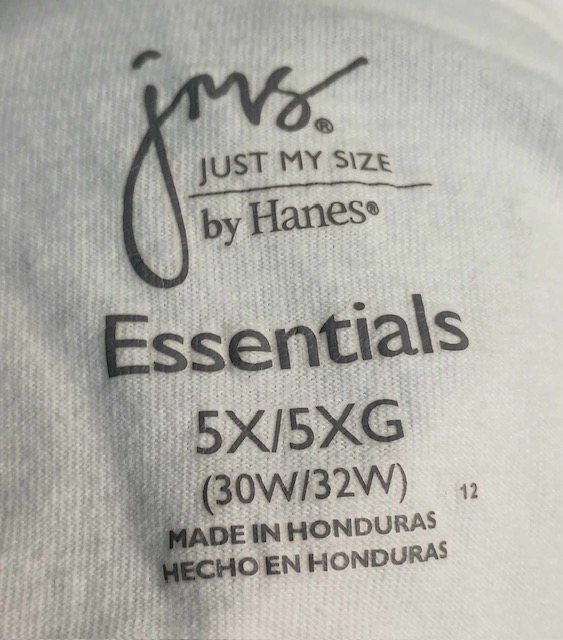 jms®
JUST MY SIZE
by Hanes®
Essentials
5X/5XG
(30W/32W)
12
MADE IN HONDURAS
HECHO EN HONDURAS